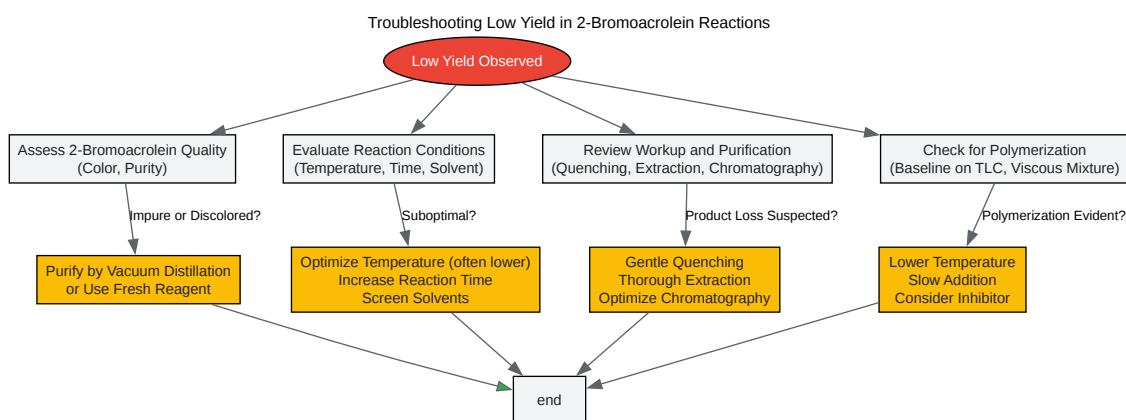 Troubleshooting Low Yield in 2-Bromoacrolein Reactions
Low Yield Observed
Assess 2-Bromoacrolein Quality
(Color, Purity)
Evaluate Reaction Conditions
(Temperature, Time, Solvent)
Review Workup and Purification
(Quenching, Extraction, Chromatography)
Check for Polymerization
(Baseline on TLC, Viscous Mixture)
Impure or Discolored?
Suboptimal?
Product Loss Suspected?
Polymerization Evident?
Purify by Vacuum Distillation
or Use Fresh Reagent
Optimize Temperature (often lower)
Increase Reaction Time
Screen Solvents
Gentle Quenching
Thorough Extraction
Optimize Chromatography
Lower Temperature
Slow Addition
Consider Inhibitor
end